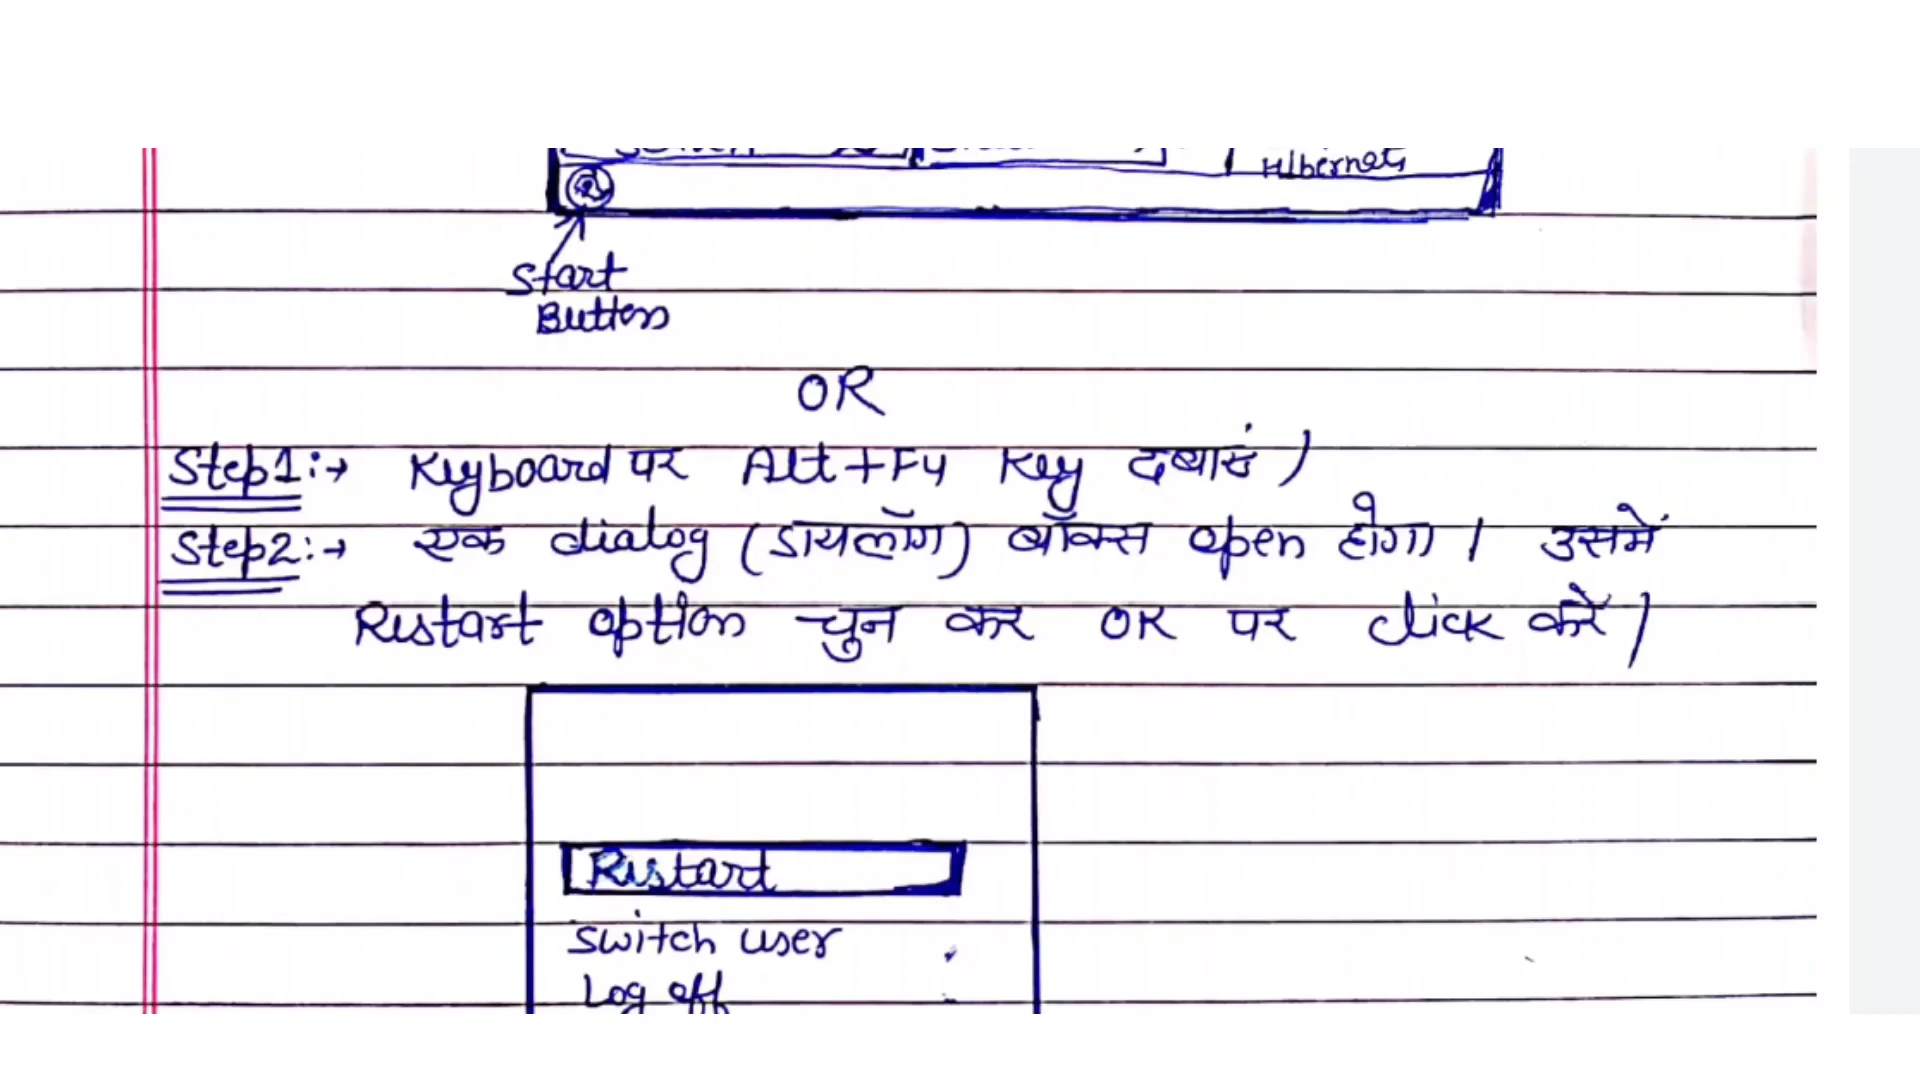 Hibernate
Start
Button
OR
Step1:→ Keyboard पर Alt+F4 Key दबाएं।
Step2:→ एक dialog (डायलॉग) बॉक्स open होगा। उसमें
Restart option चुन कर OK पर click करें।
Restart
Switch user
Log off